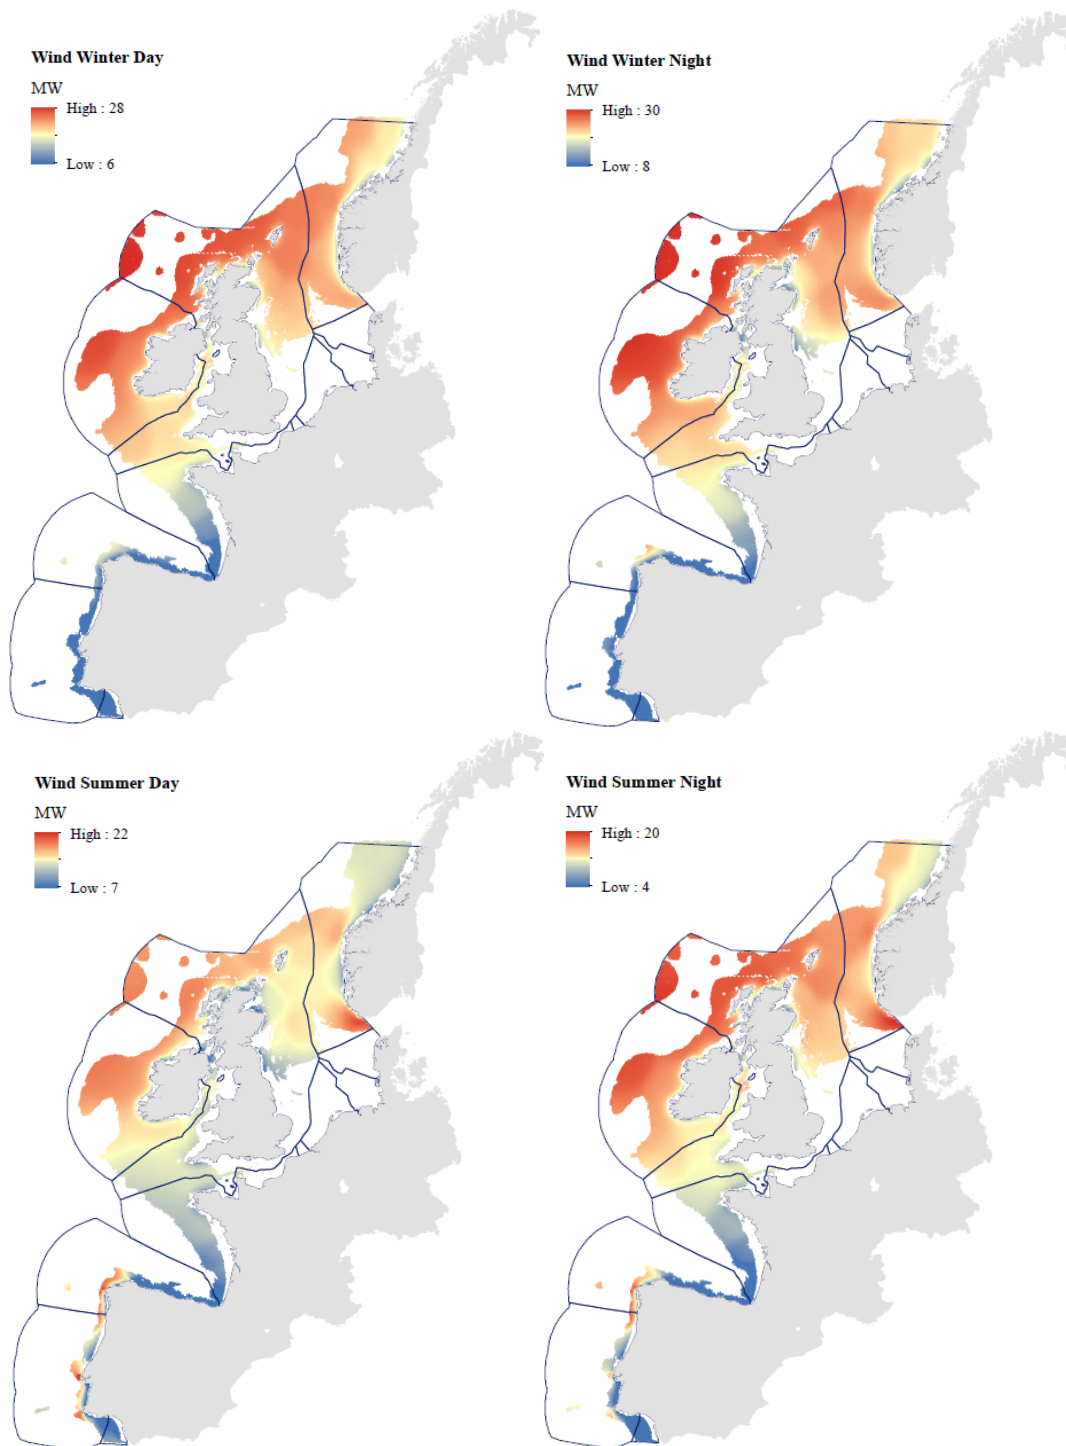 Wind Winter Day
MW
High : 28
Low : 6
Wind Winter Night
MW
High : 30
Low : 8
Wind Summer Day
MW
High : 22
Low : 7
Wind Summer Night
MW
High : 20
Low : 4